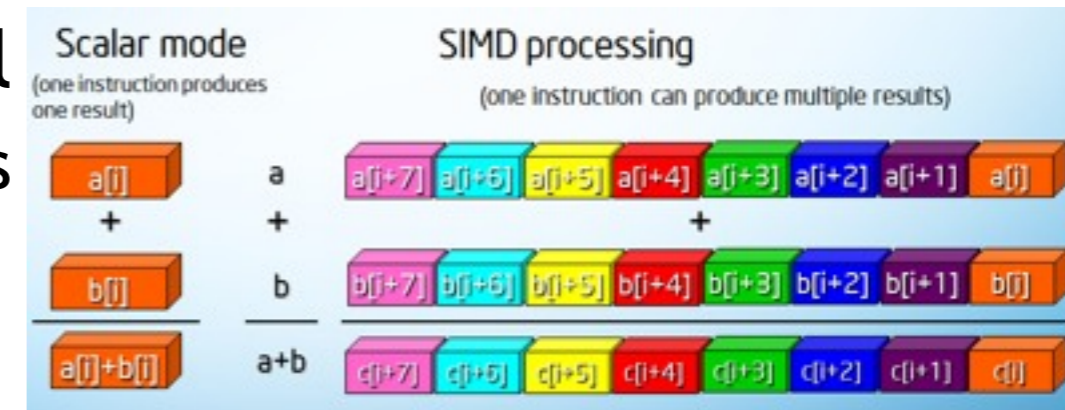 l
s
Scalar mode
(one instruction produces
one result)
SIMD processing
(one instruction can produce multiple results)
a[i]
a
a[i+7] a[i+6] a[i+5] a[i+4] a[i+3] a[i+2] a[i+1] a[i]
+ + +
b[i]
b
b[i+7] b[i+6] b[i+5] b[i+4] b[i+3] b[i+2] b[i+1] b[i]
a[i]+b[i]
a+b
c[i+7] c[i+6] c[i+5] c[i+4] c[i+3] c[i+2] c[i+1] c[i]